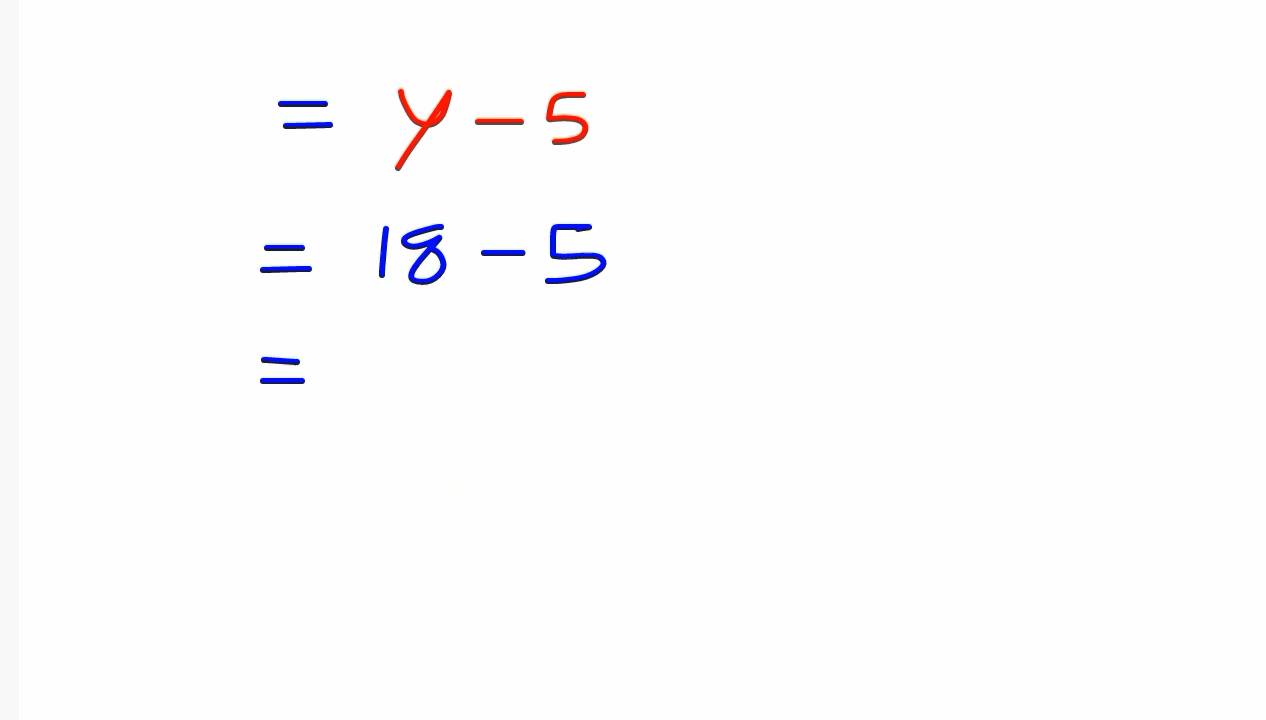 = y - 5
= 18 - 5
=